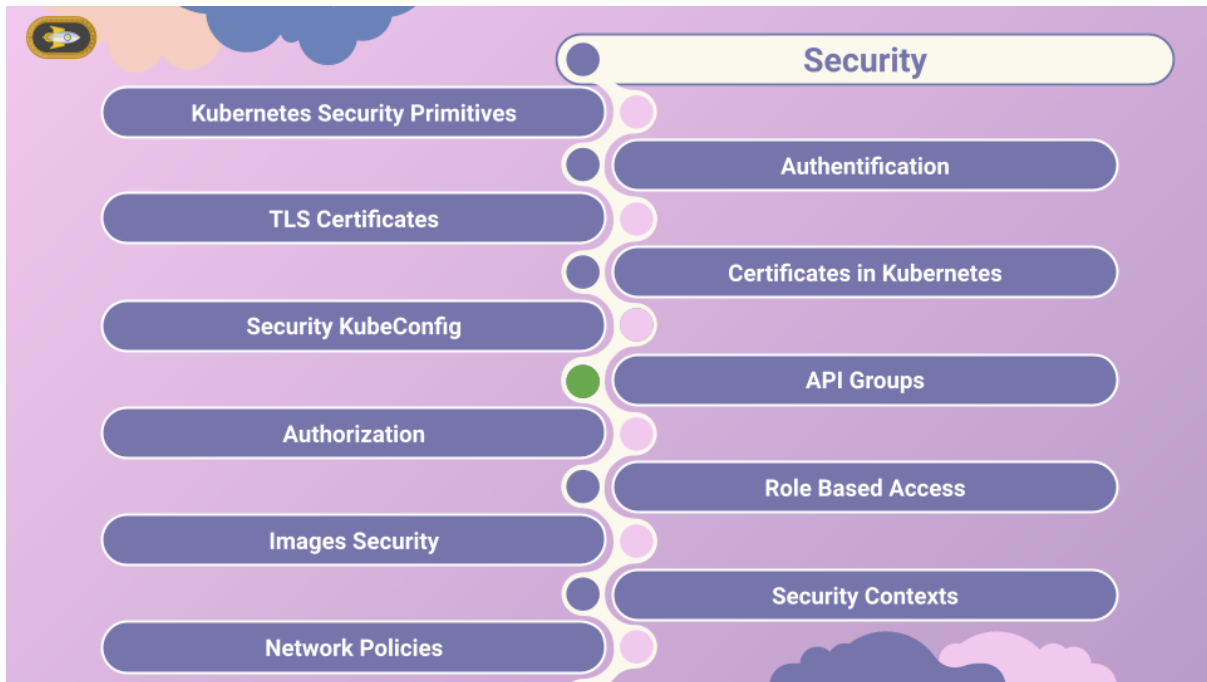 Security
Kubernetes Security Primitives
Authentification
TLS Certificates
Certificates in Kubernetes
Security KubeConfig
API Groups
Authorization
Role Based Access
Images Security
Security Contexts
Network Policies